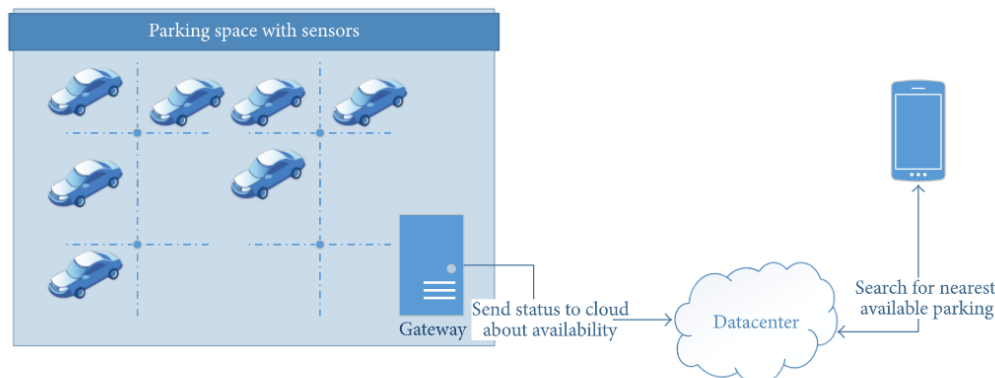 Parking space with sensors
Gateway
Send status to cloud
about availability
Datacenter
Search for nearest
available parking